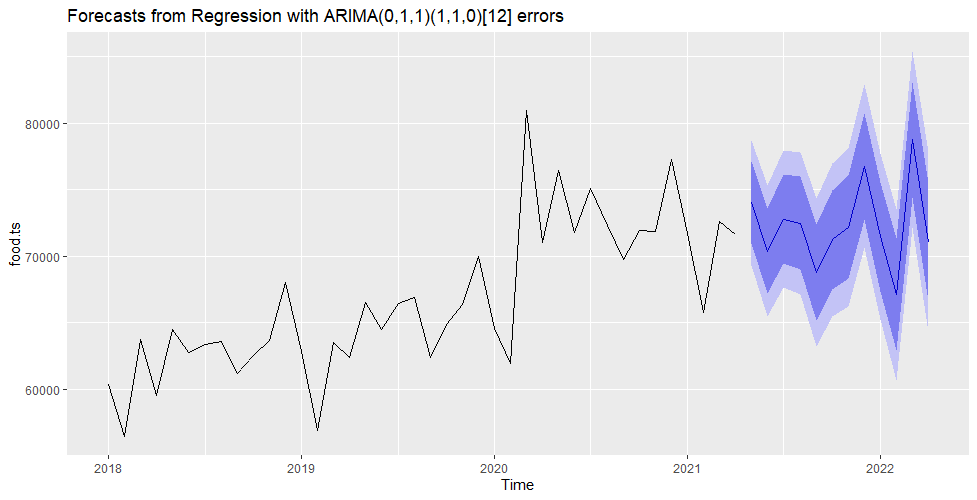 Forecasts from Regression with ARIMA(0,1,1)(1,1,0)[12] errors
80000
70000
60000
food.ts
2018
2019
2020
2021
2022
Time